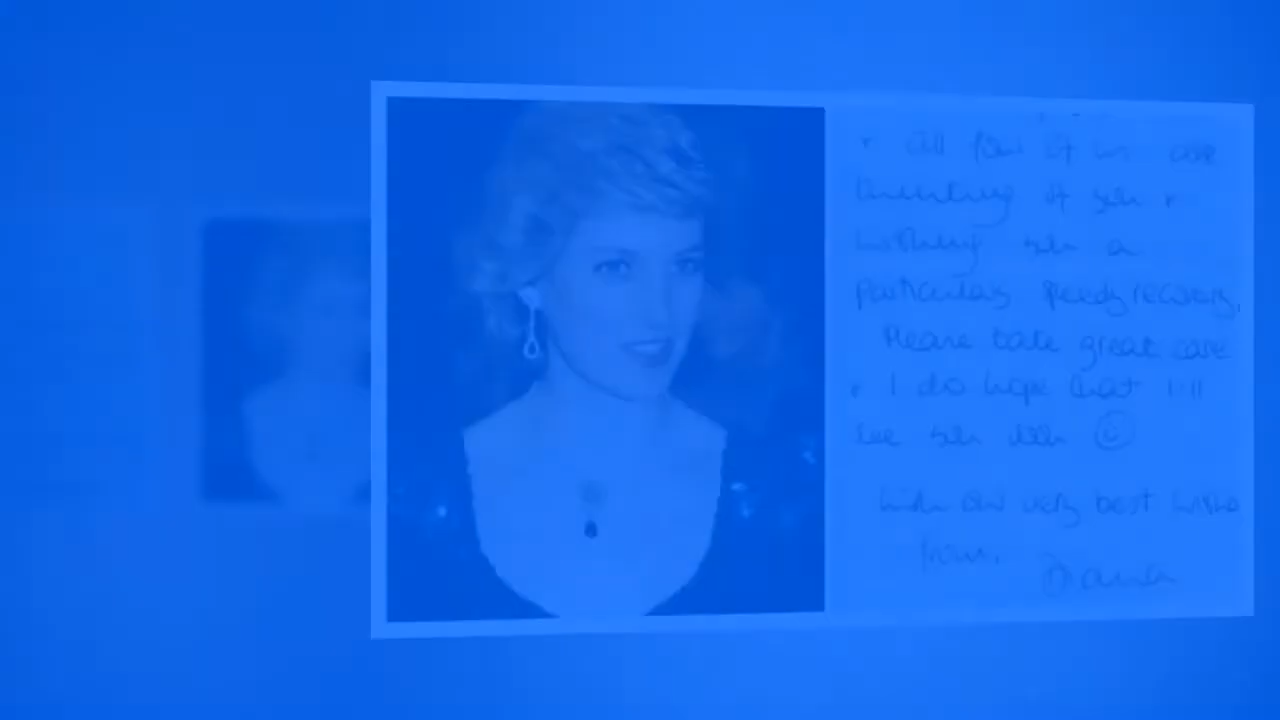 + All four of us are
thinking of you +
wishing you a
particularly speedy recovery.
Please take great care
+ I do hope that I'll
see you soon
With our very best wishes
from,
Diana